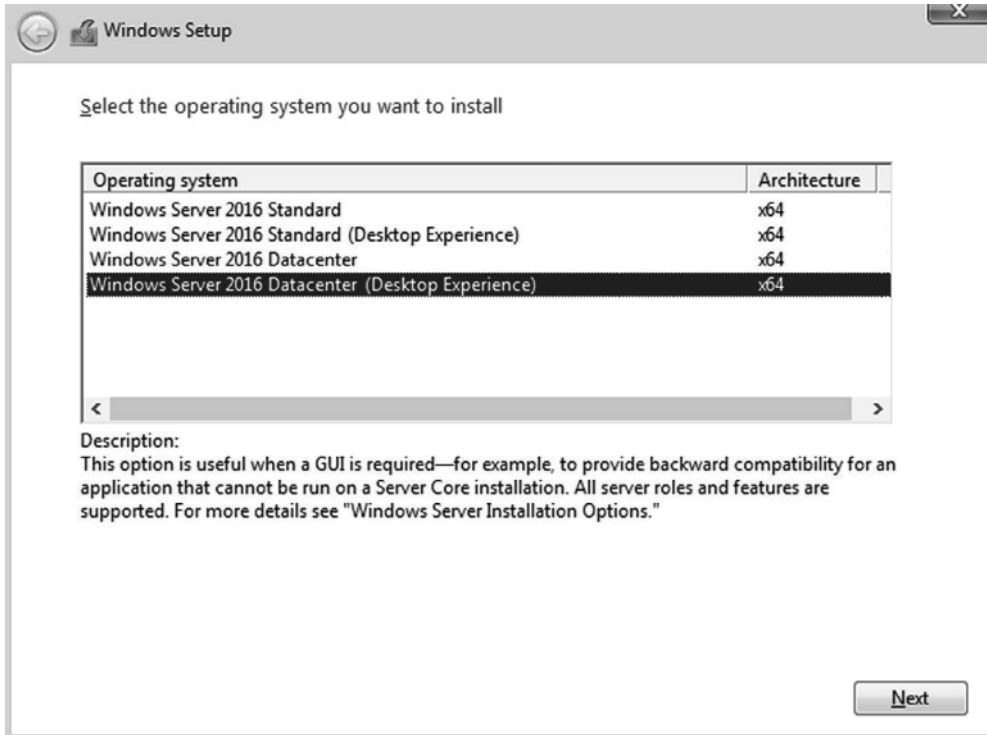 Windows Setup
Select the operating system you want to install
Operating system Architecture
Windows Server 2016 Standard x64
Windows Server 2016 Standard (Desktop Experience) x64
Windows Server 2016 Datacenter x64
Windows Server 2016 Datacenter (Desktop Experience) x64
Description:
This option is useful when a GUI is required—for example, to provide backward compatibility for an
application that cannot be run on a Server Core installation. All server roles and features are
supported. For more details see "Windows Server Installation Options."
Next